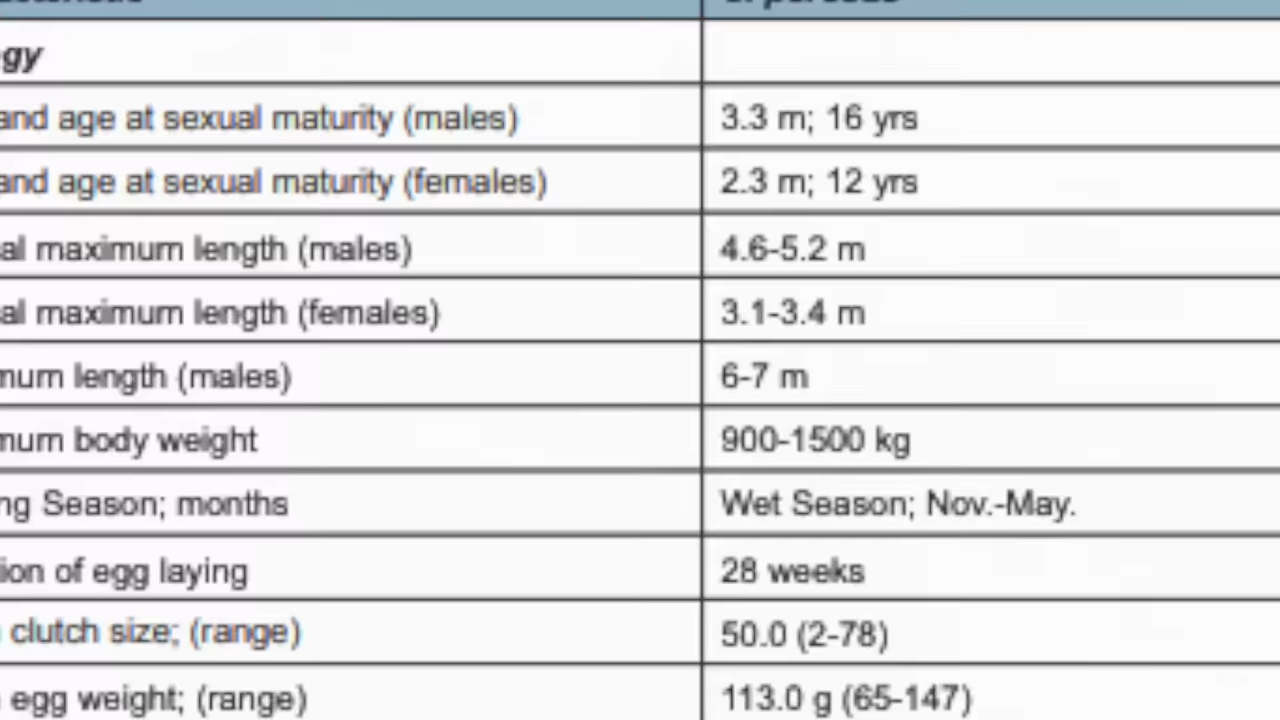 and age at sexual maturity (males) 3.3 m; 16 yrs
and age at sexual maturity (females) 2.3 m; 12 yrs
al maximum length (males) 4.6-5.2 m
al maximum length (females) 3.1-3.4 m
mum length (males) 6-7 m
mum body weight 900-1500 kg
ng Season; months Wet Season; Nov.-May.
ion of egg laying 28 weeks
clutch size; (range) 50.0 (2-78)
egg weight; (range) 113.0 g (65-147)